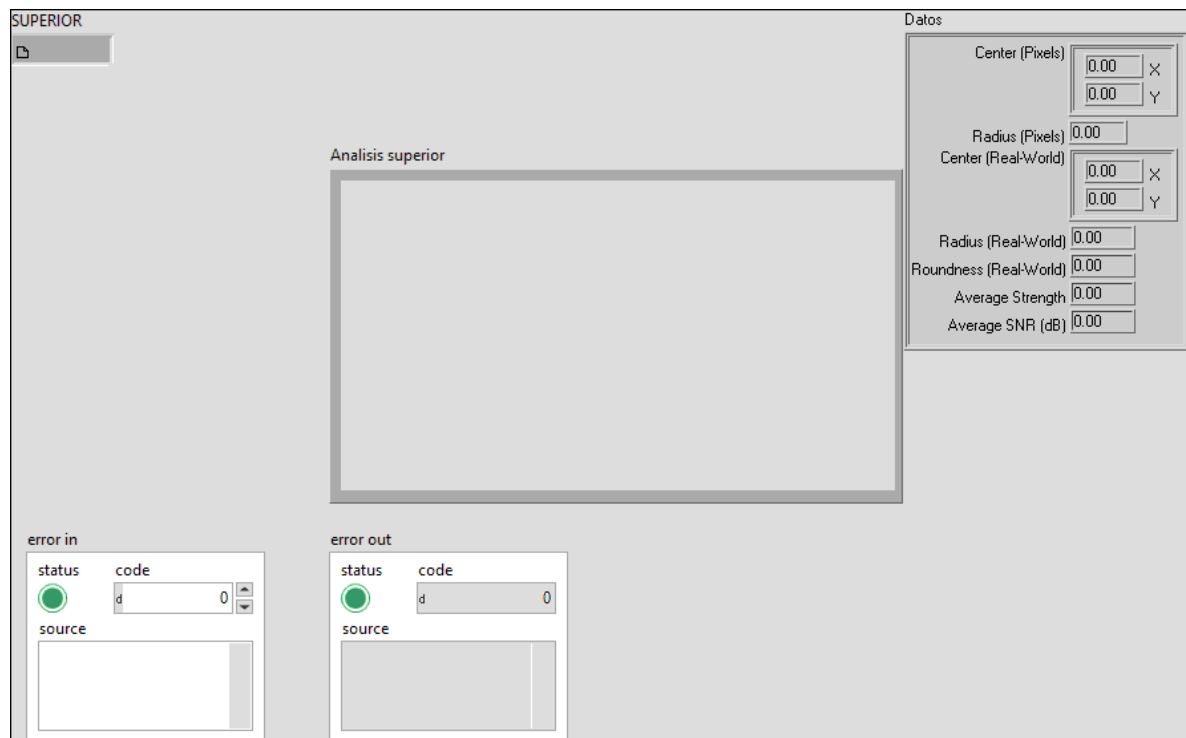 SUPERIOR
Datos
Center (Pixels)
0.00 X
0.00 Y
Radius (Pixels) 0.00
Center (Real-World)
0.00 X
0.00 Y
Radius (Real-World) 0.00
Roundness (Real-World) 0.00
Average Strength 0.00
Average SNR (dB) 0.00
Analisis superior
error in
status code
d 0
source
error out
status code
d 0
source